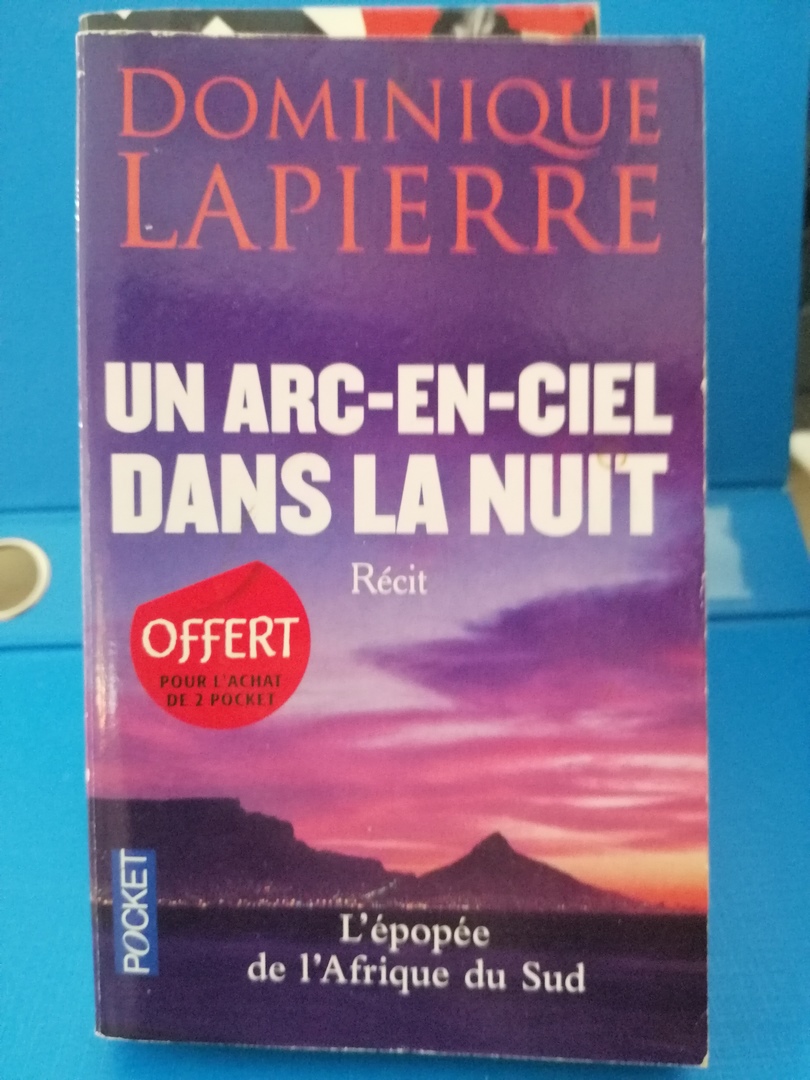 DOMINIQUE
LAPIERRE
UN ARC-EN-CIEL
DANS LA NUIT
Récit
OFFERT
POUR L'ACHAT
DE 2 POCKET
POCKET
L'épopée
de l'Afrique du Sud